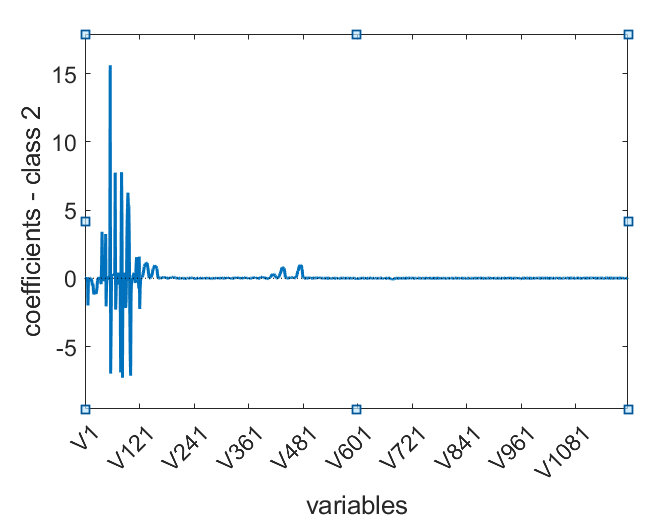 15
10
5
0
-5
coefficients - class 2
V1
V121
V241
V361
V481
V601
V721
V841
V961
V1081
variables